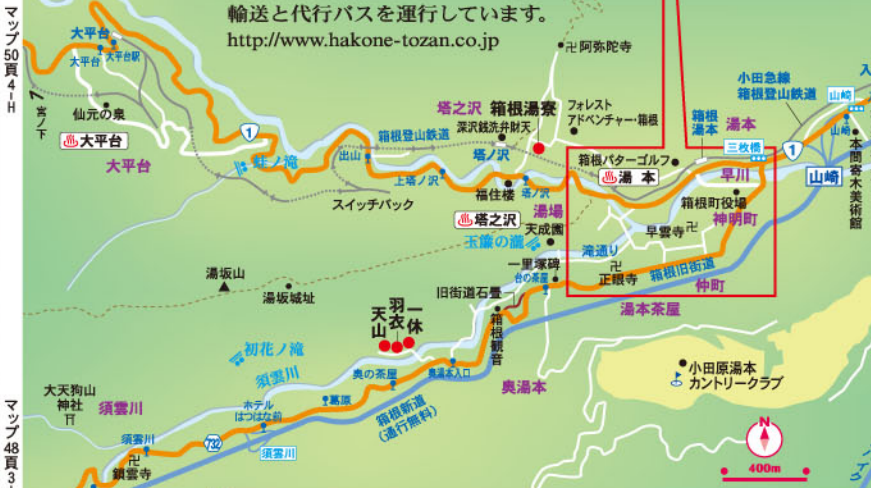 輸送と代行バスを運行しています。
http://www.hakone-tozan.co.jp
マップ50頁4-H
宮ノ下
大平台
大平台
大平台駅
仙元の泉
大平台
大平台
1
蛙ノ滝
出山
スイッチバック
箱根登山鉄道
上塔ノ沢
塔之沢
深沢銭洗弁財天
塔ノ沢
箱根湯寮
阿弥陀寺
フォレスト
アドベンチャー・箱根
福住楼
塔ノ沢
塔之沢
湯場
天成園
玉簾の瀧
箱根パターゴルフ
湯本
箱根
湯本
湯本
小田急線
箱根登山鉄道
三枚橋
1
山崎
山崎
山崎
本間寄木美術館
早川
箱根町役場
神明町
早雲寺
滝通り
正眼寺
箱根旧街道
仲町
湯本茶屋
一里塚碑
台の茶屋
旧街道石畳
箱根観音
奥湯本
湯坂山
湯坂城址
天山
羽衣
一休
初花ノ滝
須雲川
奥の茶屋
奥湯本入口
葛原
箱根新道
(通行無料)
ホテル
はつはな前
732
須雲川
須雲川
須雲川
大天狗山
神社
鎖雲寺
小田原湯本
カントリークラブ
N
400m
マップ48頁3-